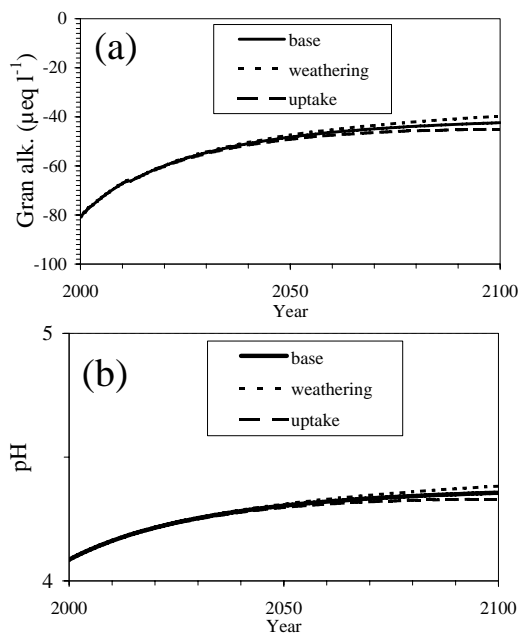 (a)
base
weathering
uptake
Gran alk. (µeq l⁻¹)
0
-20
-40
-60
-80
-100
2000
2050
2100
Year
(b)
base
weathering
uptake
pH
5
4
2000
2050
2100
Year